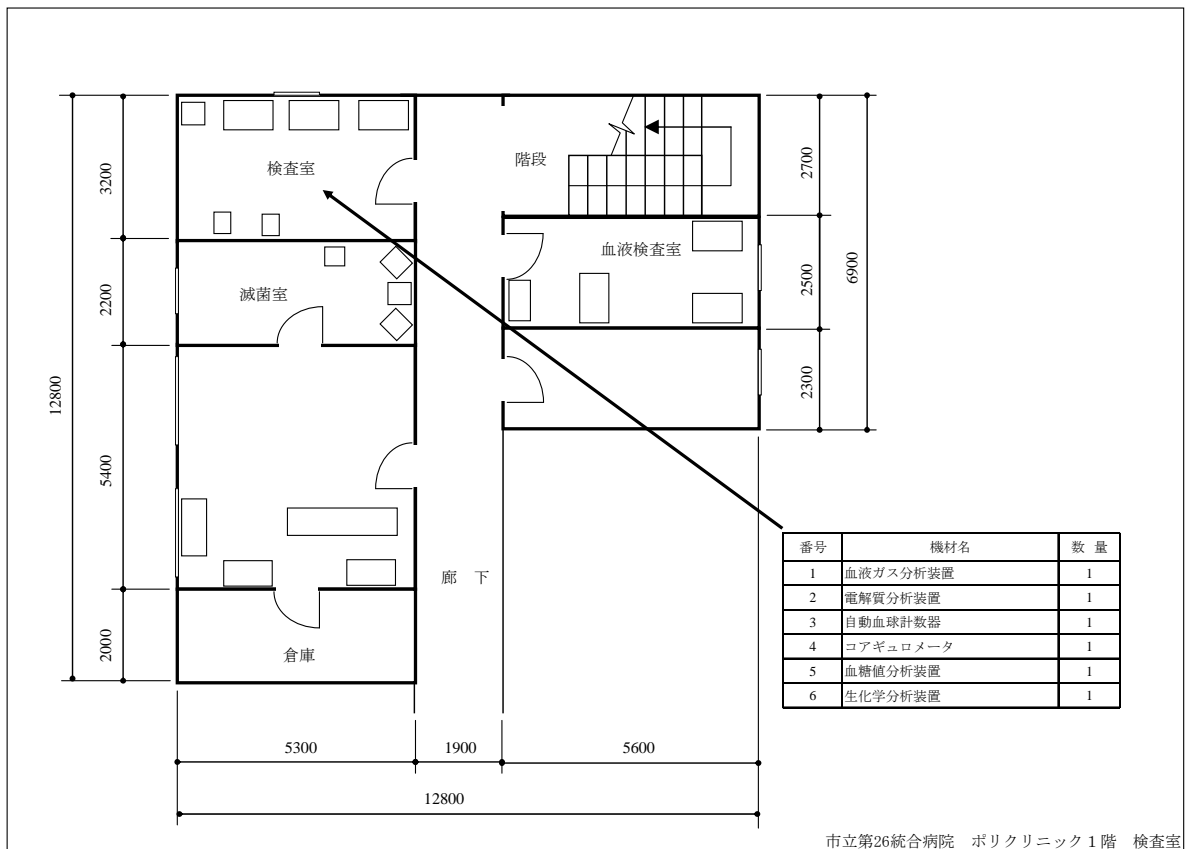 検査室
階段
血液検査室
滅菌室
廊 下
倉庫
3200
2200
5400
2000
12800
2700
2500
2300
6900
5300
1900
5600
12800
番号 機材名 数 量
1 血液ガス分析装置 1
2 電解質分析装置 1
3 自動血球計数器 1
4 コアギュロメータ 1
5 血糖値分析装置 1
6 生化学分析装置 1
市立第26統合病院 ポリクリニック1階 検査室